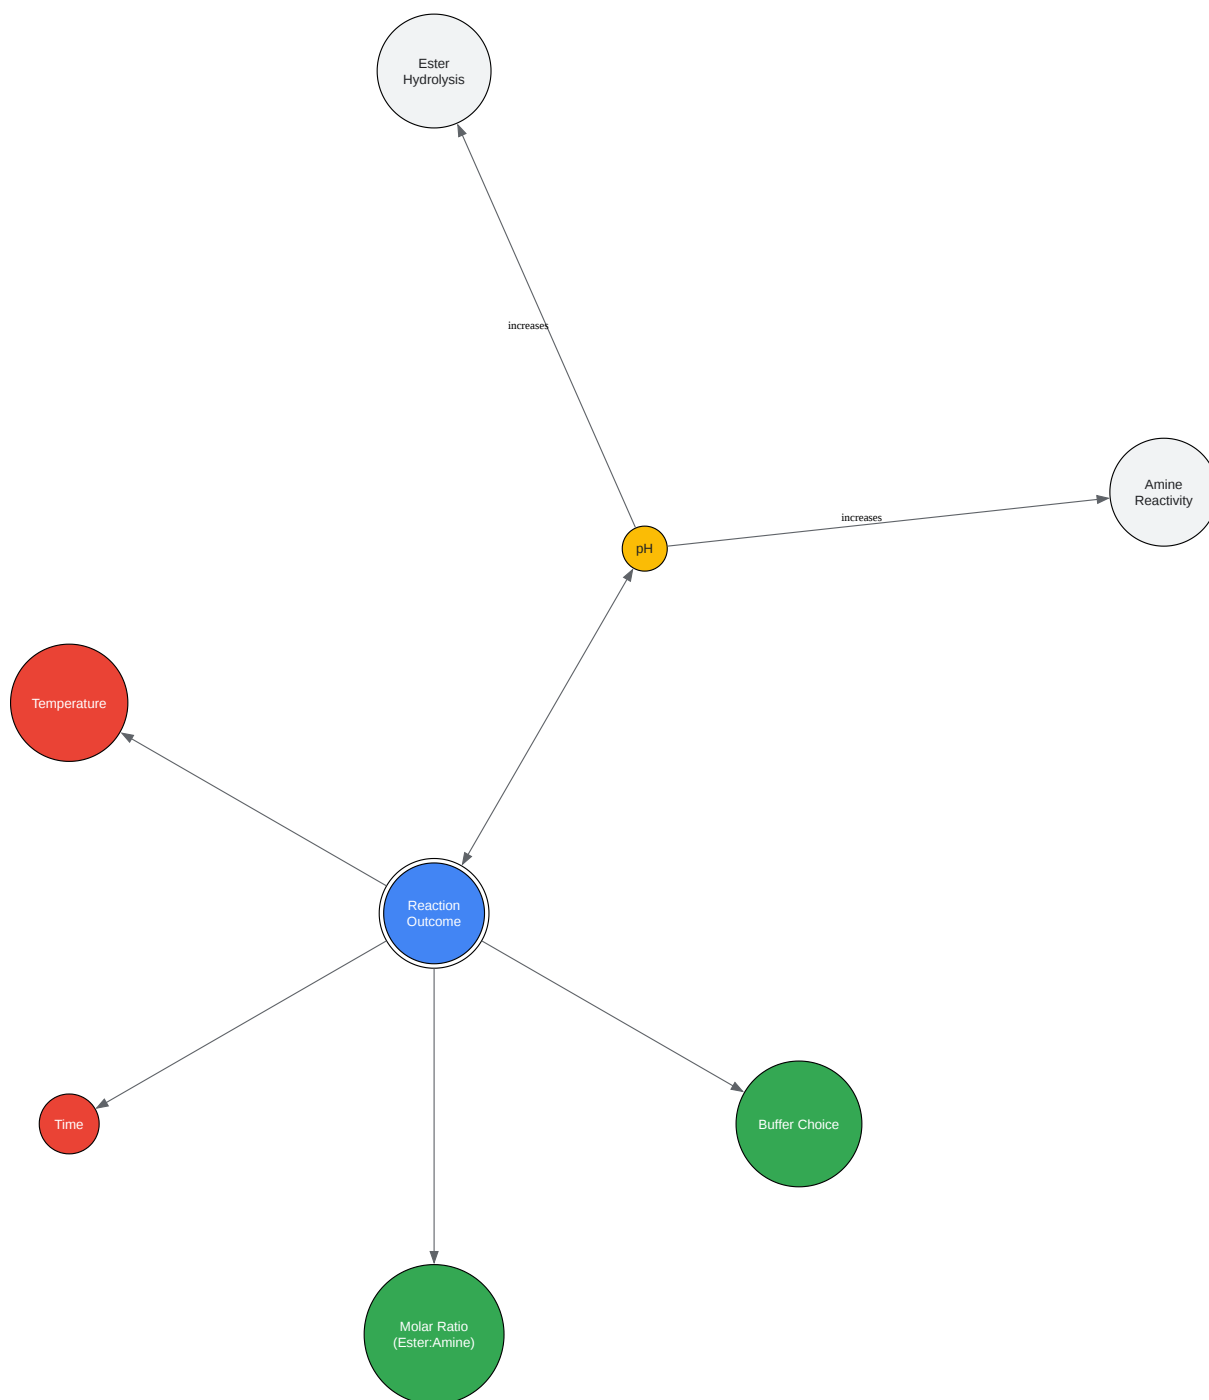 Ester
Hydrolysis
increases
Amine
Reactivity
increases
pH
Temperature
Reaction
Outcome
Time
Buffer Choice
Molar Ratio
(Ester:Amine)